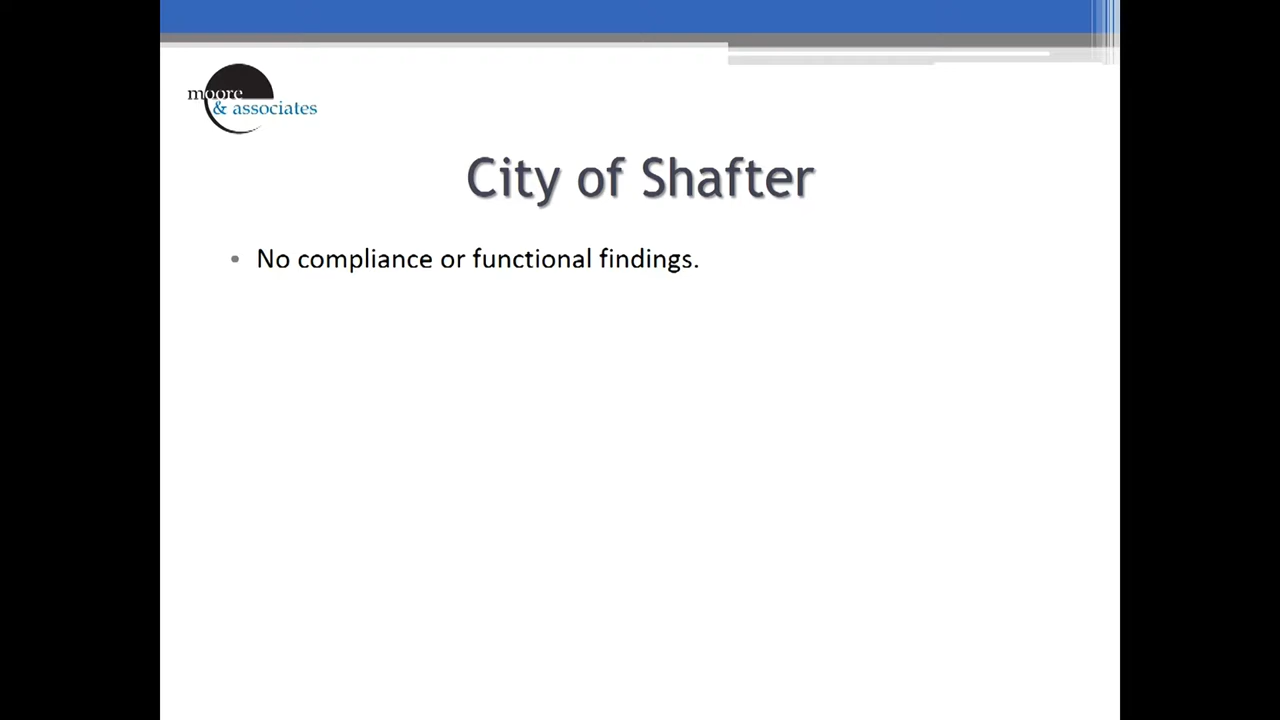 moore
& associates
City of Shafter
• No compliance or functional findings.